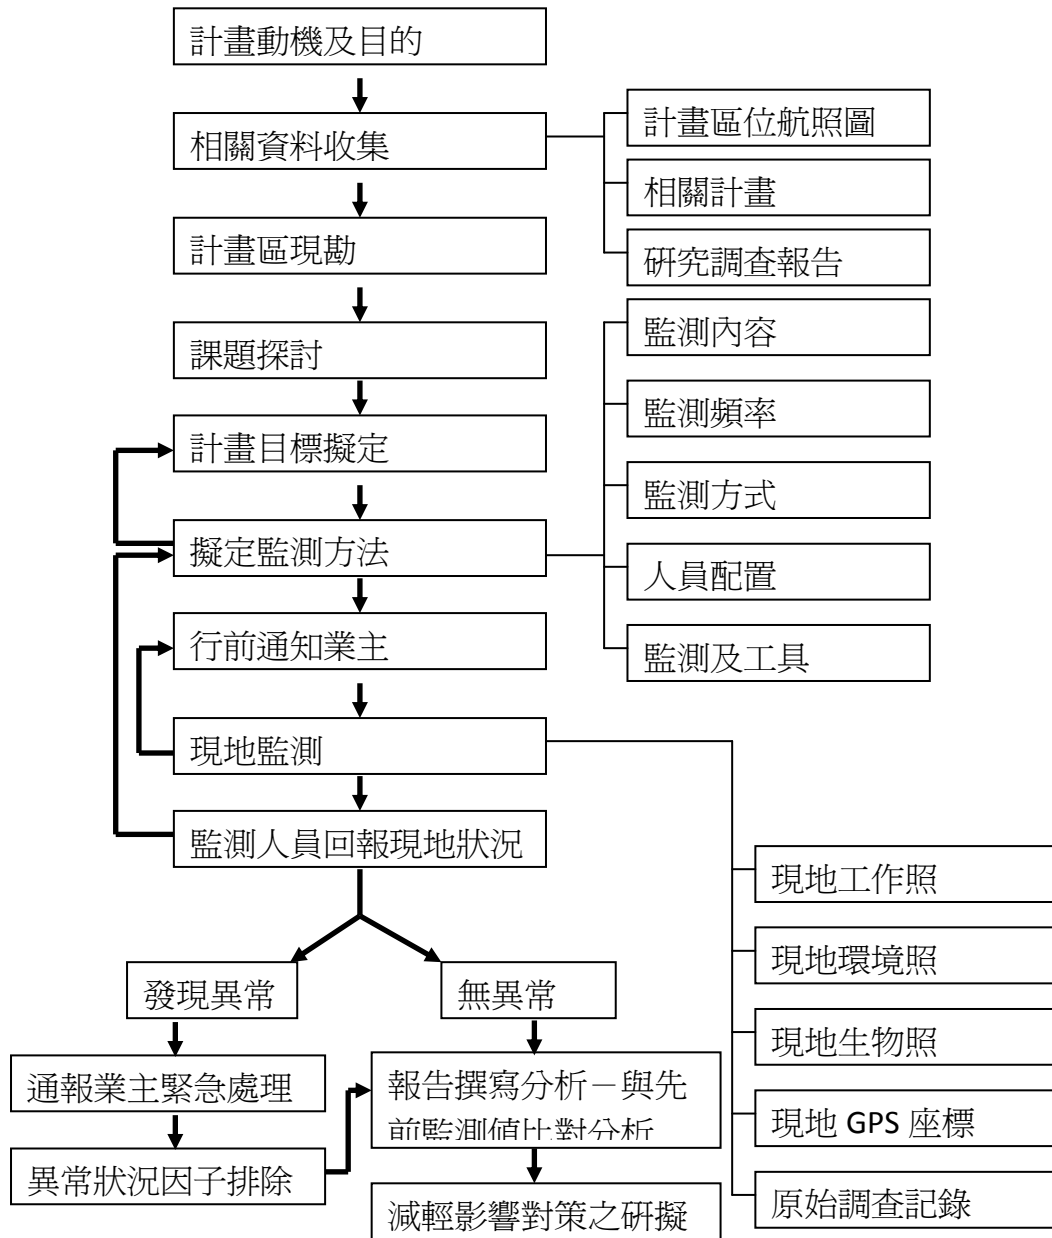 計畫動機及目的
相關資料收集
計畫區位航照圖
相關計畫
研究調查報告
計畫區現勘
課題探討
計畫目標擬定
擬定監測方法
監測內容
監測頻率
監測方式
人員配置
監測及工具
行前通知業主
現地監測
監測人員回報現地狀況
現地工作照
現地環境照
現地生物照
現地 GPS 座標
原始調查記錄
發現異常
無異常
通報業主緊急處理
異常狀況因子排除
報告撰寫分析－與先
前監測值比對分析
減輕影響對策之研擬